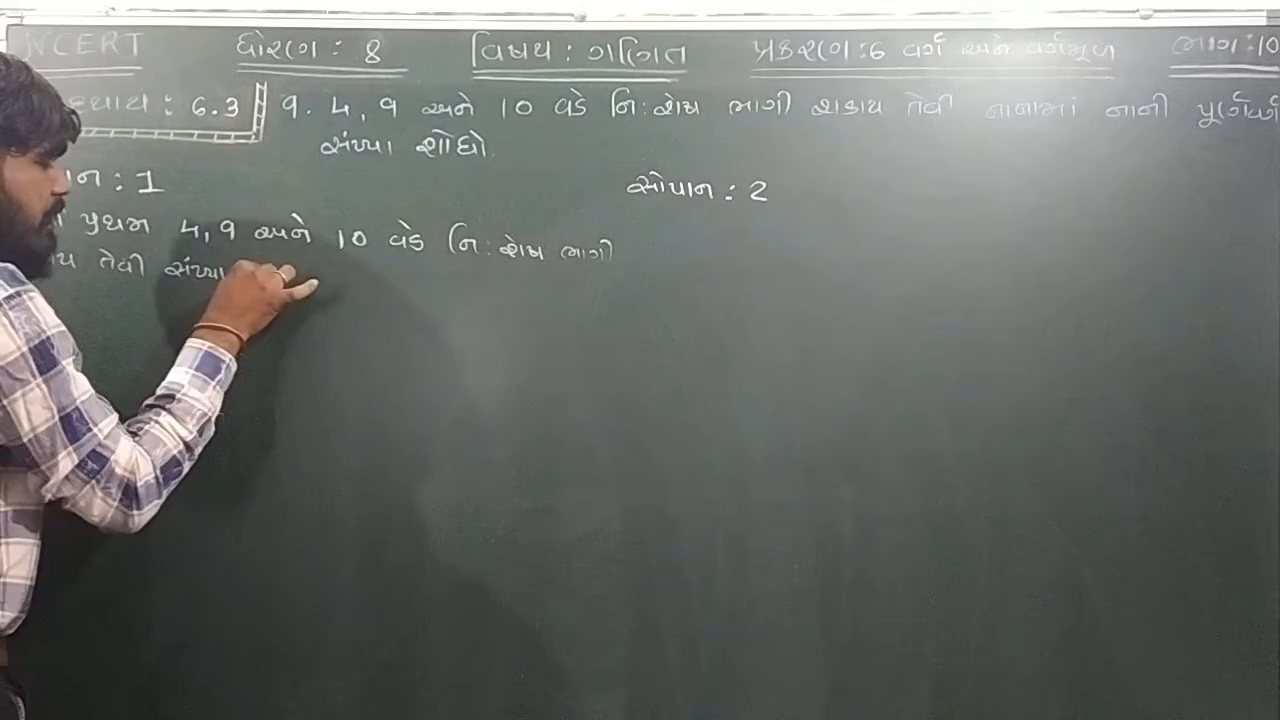 NCERT ધોરણ : 8 વિષય : ગણિત પ્રકરણ : 6 વર્ગ અને વર્ગમૂળ ભાગ : 10
6.3 9. 4, 9 અને 10 વડે નિ:શેષ ભાગી શકાય તેવી નાનામાં નાની પૂર્ણવર્ગ
સંખ્યા શોધો.
: 1
સોપાન : 2
પ્રથમ 4, 9 અને 10 વડે નિ:શેષ ભાગી
તેવી સંખ્યા